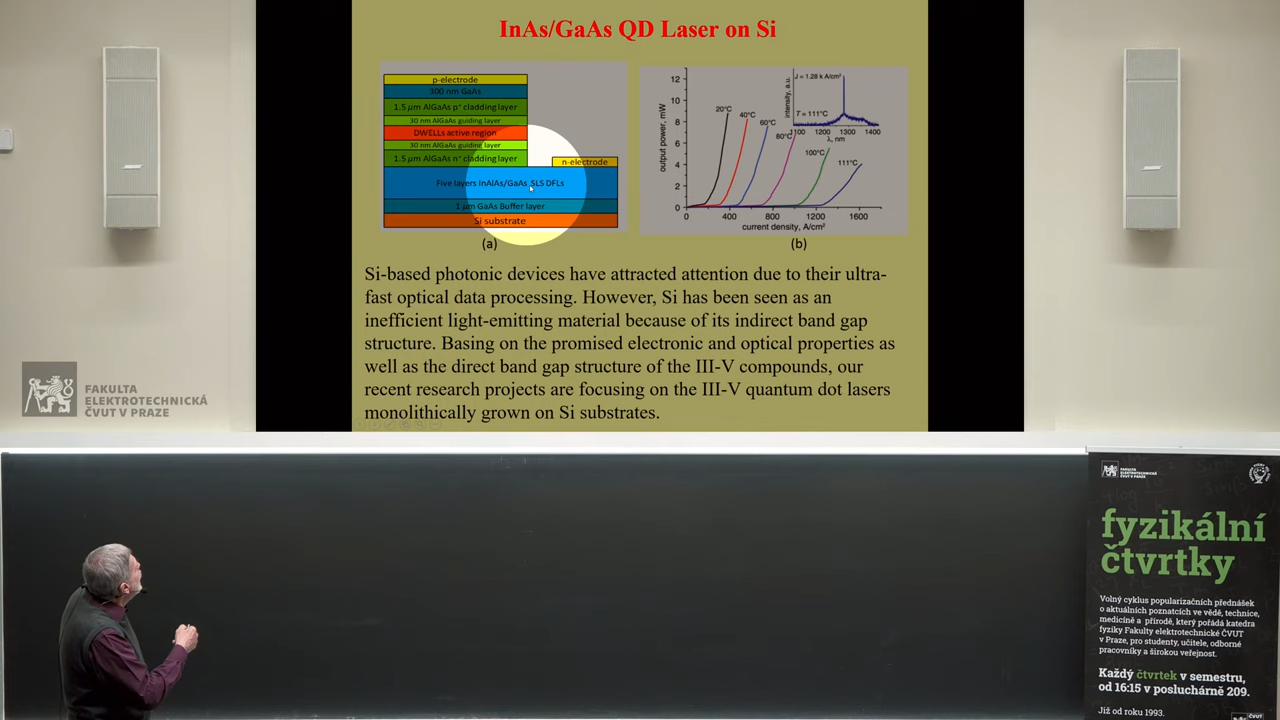 InAs/GaAs QD Laser on Si
p-electrode
300 nm GaAs
1.5 µm AlGaAs p⁺ cladding layer
30 nm AlGaAs guiding layer
DWELLs active region
30 nm AlGaAs guiding layer
1.5 µm AlGaAs n⁺ cladding layer
n-electrode
Five layers InAlAs/GaAs SLS DFLs
1 µm GaAs Buffer layer
Si substrate
(a)
output power, mW
12
10
8
6
4
2
0
0 400 800 1200 1600
current density, A/cm²
20°C
40°C
60°C
80°C
100°C
111°C
intensity, a.u.
J = 1.28 k A/cm²
T = 111°C
1100 1200 1300 1400
λ, nm
(b)
Si-based photonic devices have attracted attention due to their ultra-
fast optical data processing. However, Si has been seen as an
inefficient light-emitting material because of its indirect band gap
structure. Basing on the promised electronic and optical properties as
well as the direct band gap structure of the III-V compounds, our
recent research projects are focusing on the III-V quantum dot lasers
monolithically grown on Si substrates.
FAKULTA
ELEKTROTECHNICKÁ
ČVUT V PRAZE
FAKULTA
ELEKTROTECHNICKÁ
ČVUT V PRAZE
fyzikální
čtvrtky
Volný cyklus popularizačních přednášek
o aktuálních poznatcích ve vědě, technice,
medicíně a přírodě, který pořádá katedra
fyziky Fakulty elektrotechnické ČVUT
v Praze, pro studenty, učitele, odborné
pracovníky a širokou veřejnost.
Každý čtvrtek v semestru,
od 16:15 v posluchárně 209.
Již od roku 1993.